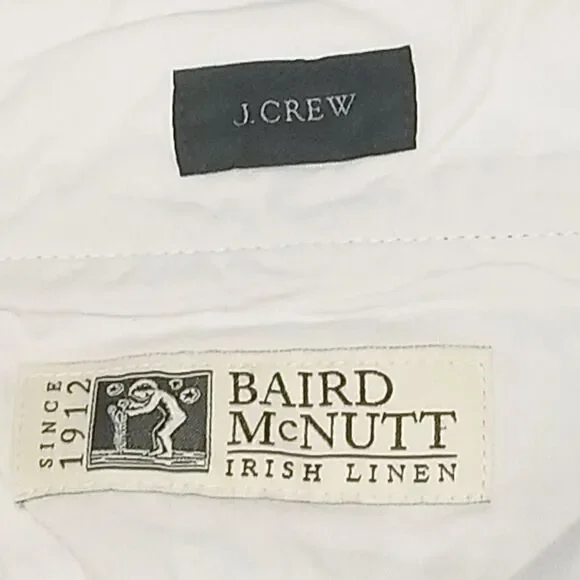 J.CREW
SINCE
1912
BAIRD
McNUTT
IRISH LINEN